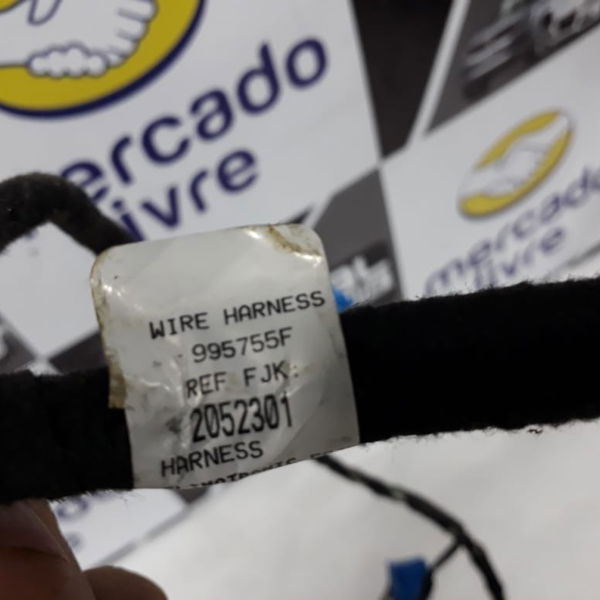 mercado
livre
mercado
livre
WIRE HARNESS
995755F
REF FJK:
2052301
HARNESS